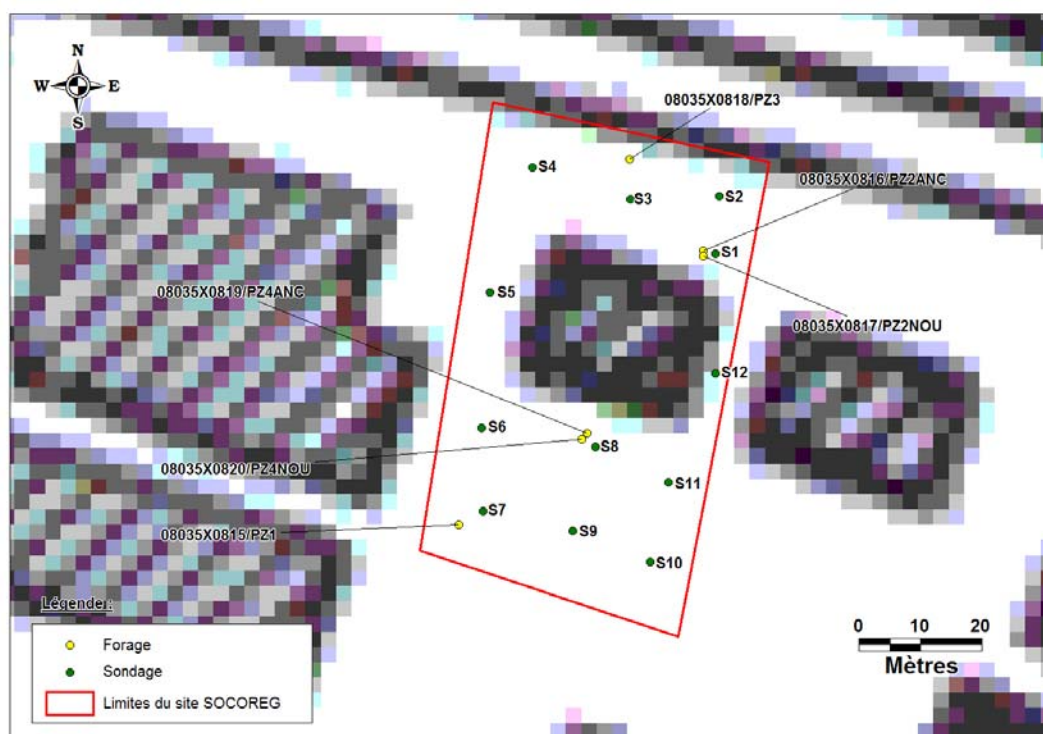 N
W E
S
08035X0818/PZ3
08035X0816/PZ2ANC
S4
S3
S2
S1
08035X0819/PZ4ANC
S5
08035X0817/PZ2NOU
S12
S6
S8
08035X0820/PZ4NOU
S11
S7
08035X0815/PZ1
S9
S10
Légende :
Forage
Sondage
Limites du site SOCOREG
0 10 20
Mètres